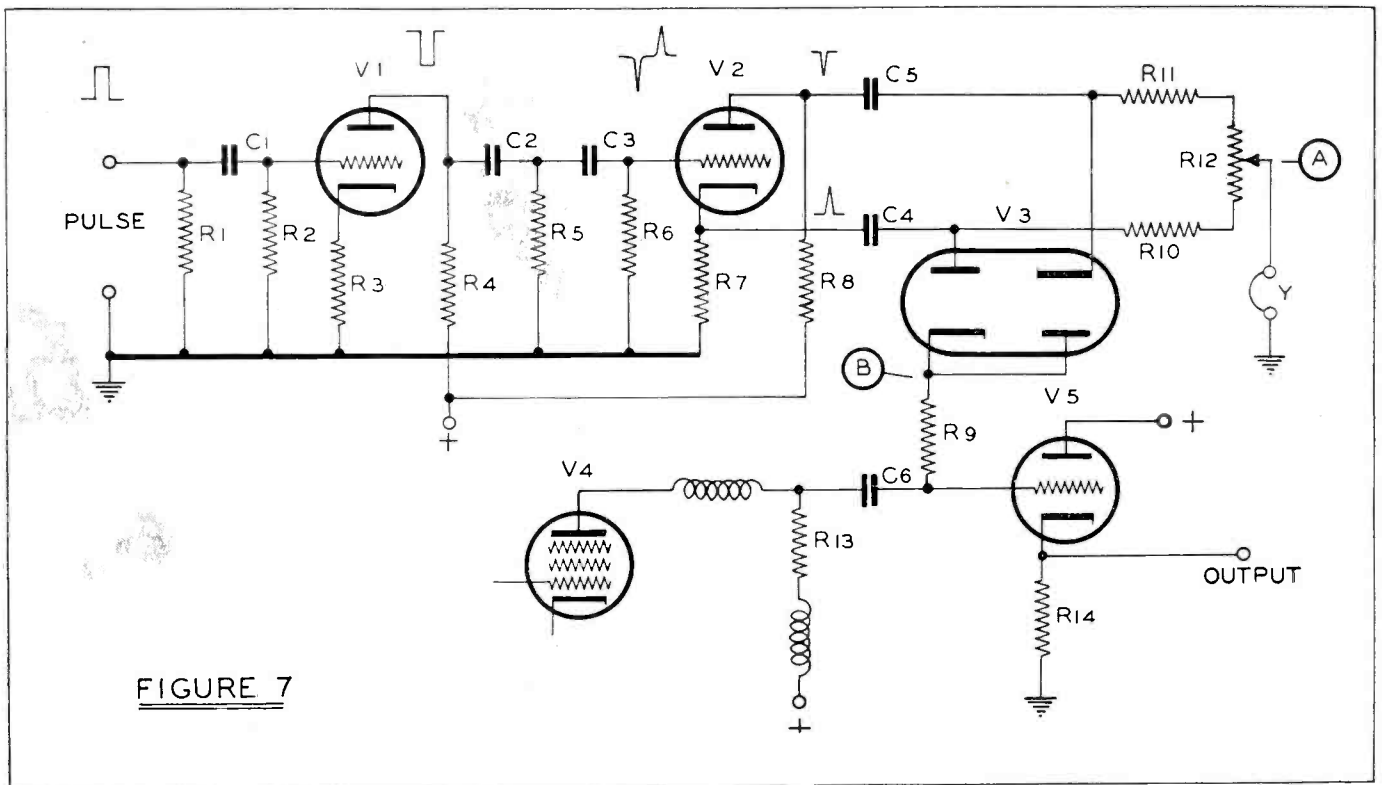 V1
V2
C5
R11
C1
C2
C3
R12
A
PULSE
R1
R2
R3
R4
R5
R6
R7
C4
R8
V3
R10
Y
B
V5
+
+
R9
V4
C6
R13
OUTPUT
R14
+
FIGURE 7